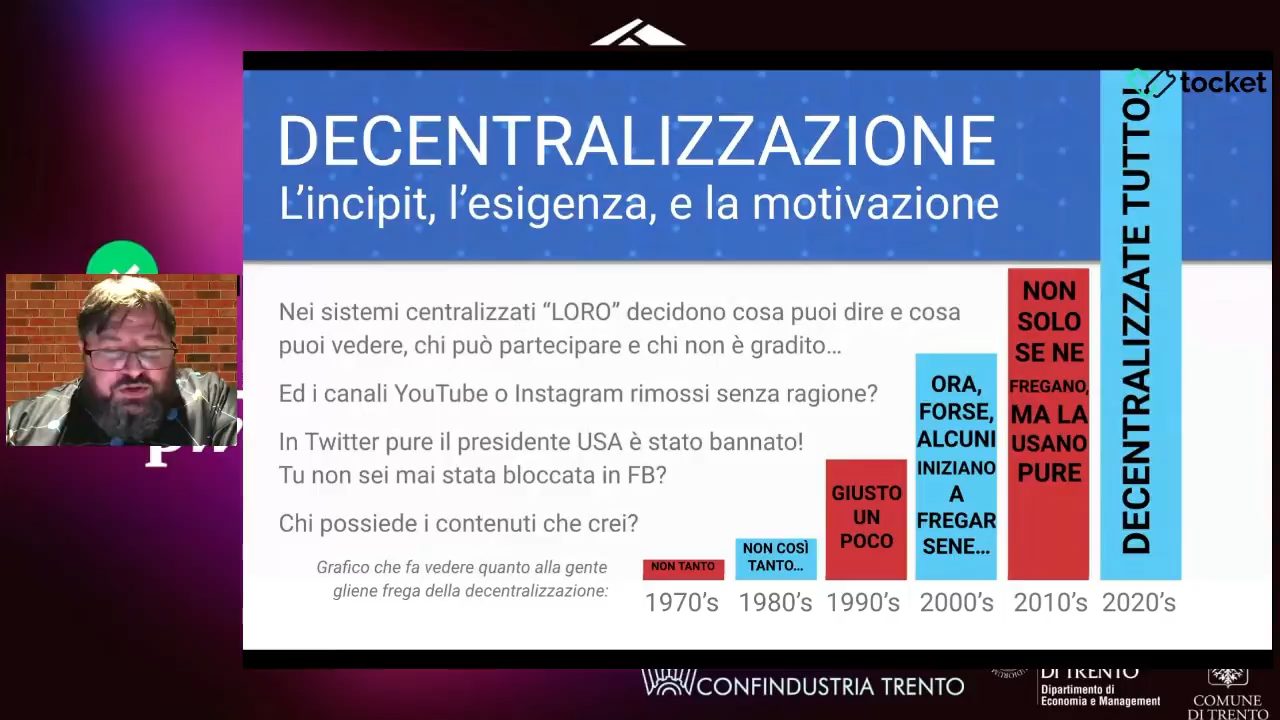 tocket
DECENTRALIZZAZIONE
L’incipit, l’esigenza, e la motivazione
Nei sistemi centralizzati “LORO” decidono cosa puoi dire e cosa
puoi vedere, chi può partecipare e chi non è gradito…
Ed i canali YouTube o Instagram rimossi senza ragione?
In Twitter pure il presidente USA è stato bannato!
Tu non sei mai stata bloccata in FB?
Chi possiede i contenuti che crei?
Grafico che fa vedere quanto alla gente
gliene frega della decentralizzazione:
NON TANTO
NON COSÌ
TANTO…
GIUSTO
UN
POCO
ORA,
FORSE,
ALCUNI
INIZIANO
A
FREGAR
SENE…
NON
SOLO
SE NE
FREGANO,
MA LA
USANO
PURE
DECENTRALIZZATE TUTTO!
1970’s
1980’s
1990’s
2000’s
2010’s
2020’s
CONFINDUSTRIA TRENTO
DI TRENTO
Dipartimento di
Economia e Management
COMUNE
DI TRENTO